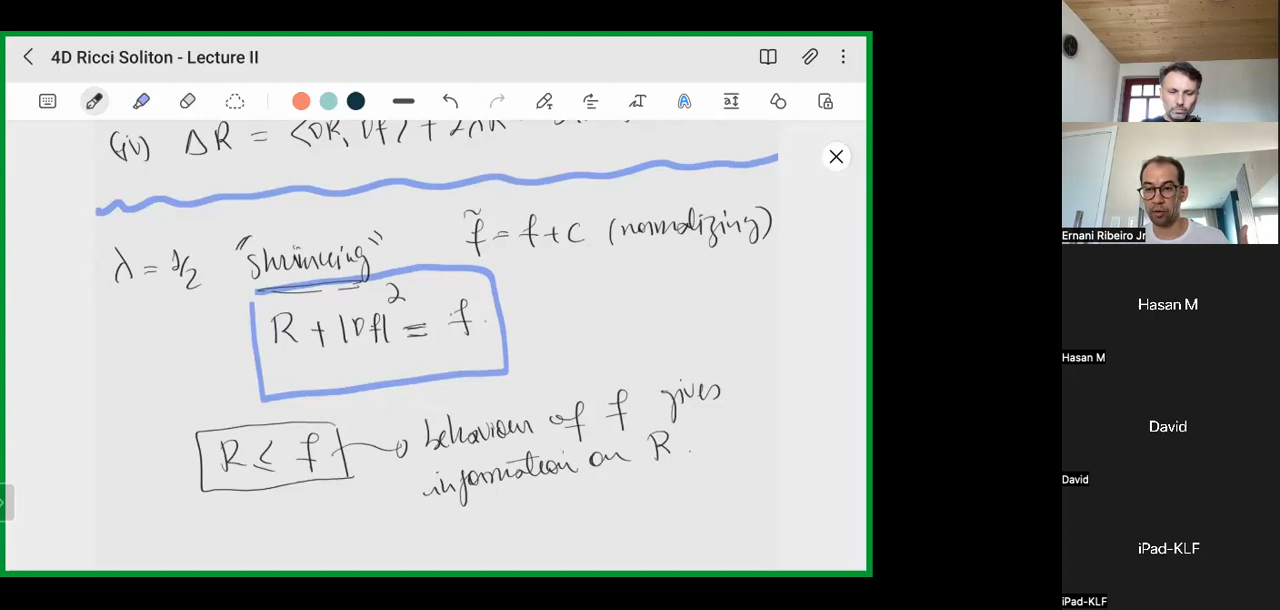 4D Ricci Soliton - Lecture II
(iv) ΔR = <∇R, ∇f> + 2λR
λ = 1/2 "shrincing" f̃ = f + c (normalizing)
R + |∇f|² = f.
R ≤ f behaviour of f gives
information on R.
Ernani Ribeiro Jr
Hasan M
Hasan M
David
David
iPad-KLF
iPad-KLF